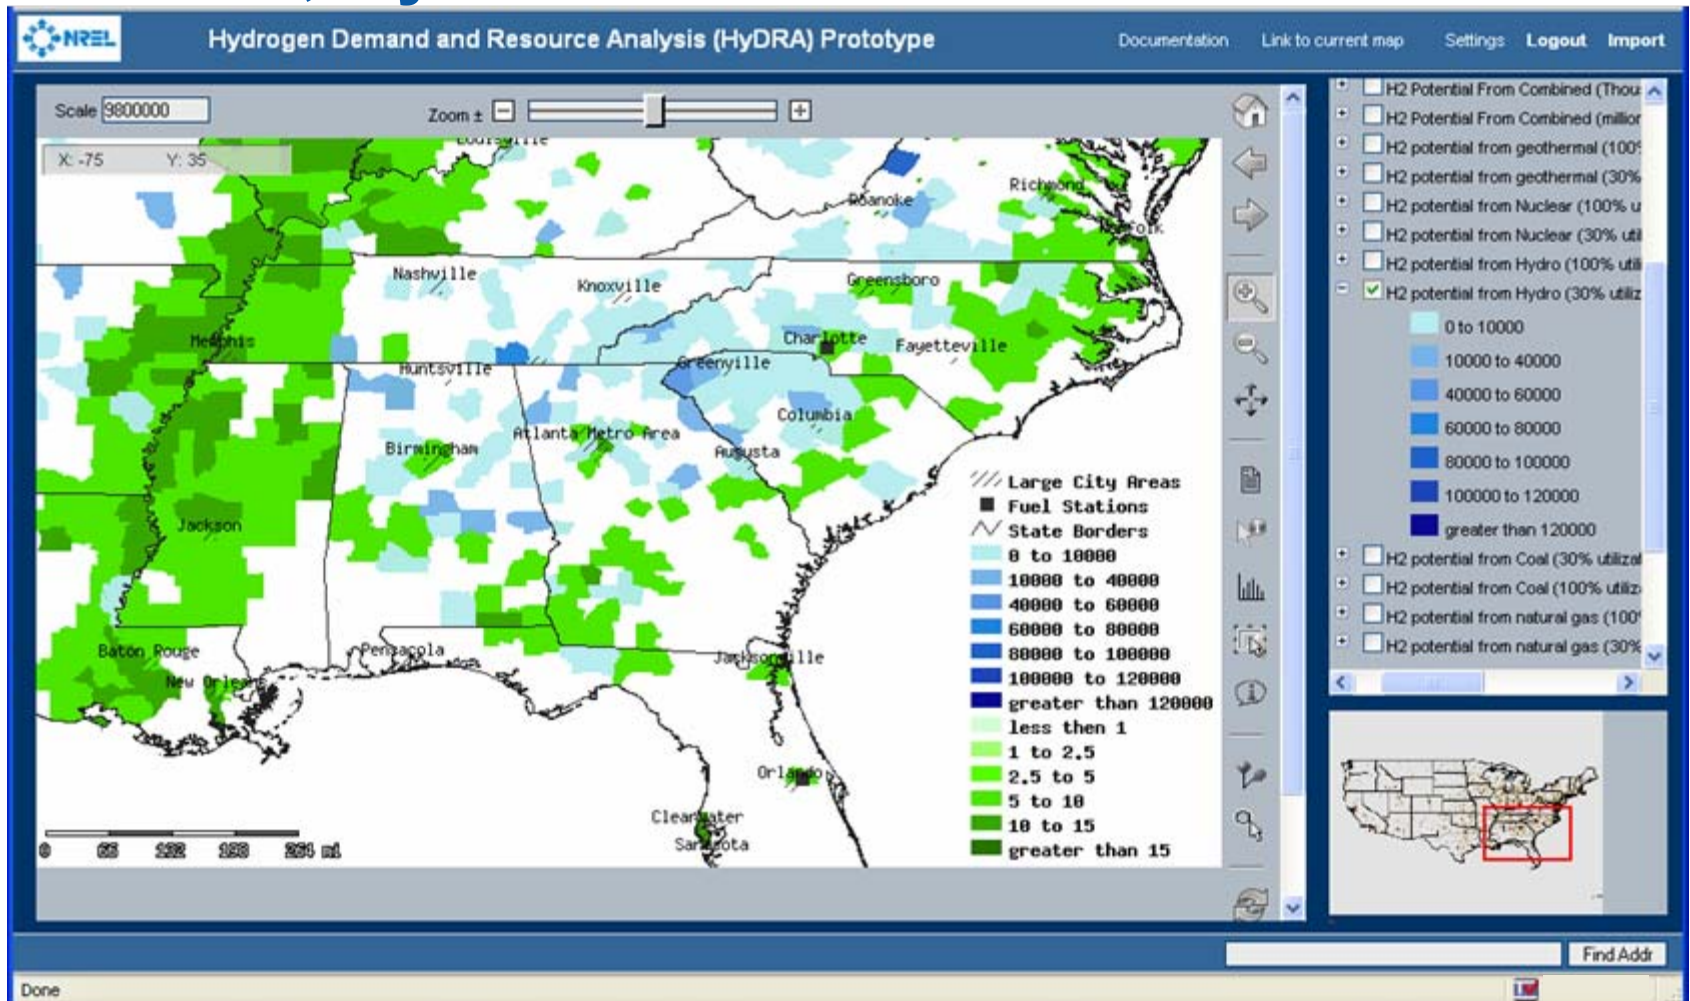 NREL
Hydrogen Demand and Resource Analysis (HyDRA) Prototype
Documentation
Link to current map
Settings
Logout
Import
Scale 9800000
Zoom ±
X: -75 Y: 35
Louisville
Roanoke
Richmond
Norfolk
Nashville
Knoxville
Greensboro
Memphis
Huntsville
Greenville
Charlotte
Fayetteville
Columbia
Birmingham
Atlanta Metro Area
Augusta
Jackson
Baton Rouge
New Orleans
Pensacola
Jacksonville
Orlando
Clearwater
Sarasota
Large City Areas
Fuel Stations
State Borders
0 to 10000
10000 to 40000
40000 to 60000
60000 to 80000
80000 to 100000
100000 to 120000
greater than 120000
less then 1
1 to 2.5
2.5 to 5
5 to 10
10 to 15
greater than 15
0 66 132 198 264 mi
H2 Potential From Combined (Thou
H2 Potential From Combined (million
H2 potential from geothermal (100%
H2 potential from geothermal (30%
H2 potential from Nuclear (100% u
H2 potential from Nuclear (30% util
H2 potential from Hydro (100% utili
H2 potential from Hydro (30% utiliz
0 to 10000
10000 to 40000
40000 to 60000
60000 to 80000
80000 to 100000
100000 to 120000
greater than 120000
H2 potential from Coal (30% utilizat
H2 potential from Coal (100% utiliz
H2 potential from natural gas (100%
H2 potential from natural gas (30%
Find Addr
Done